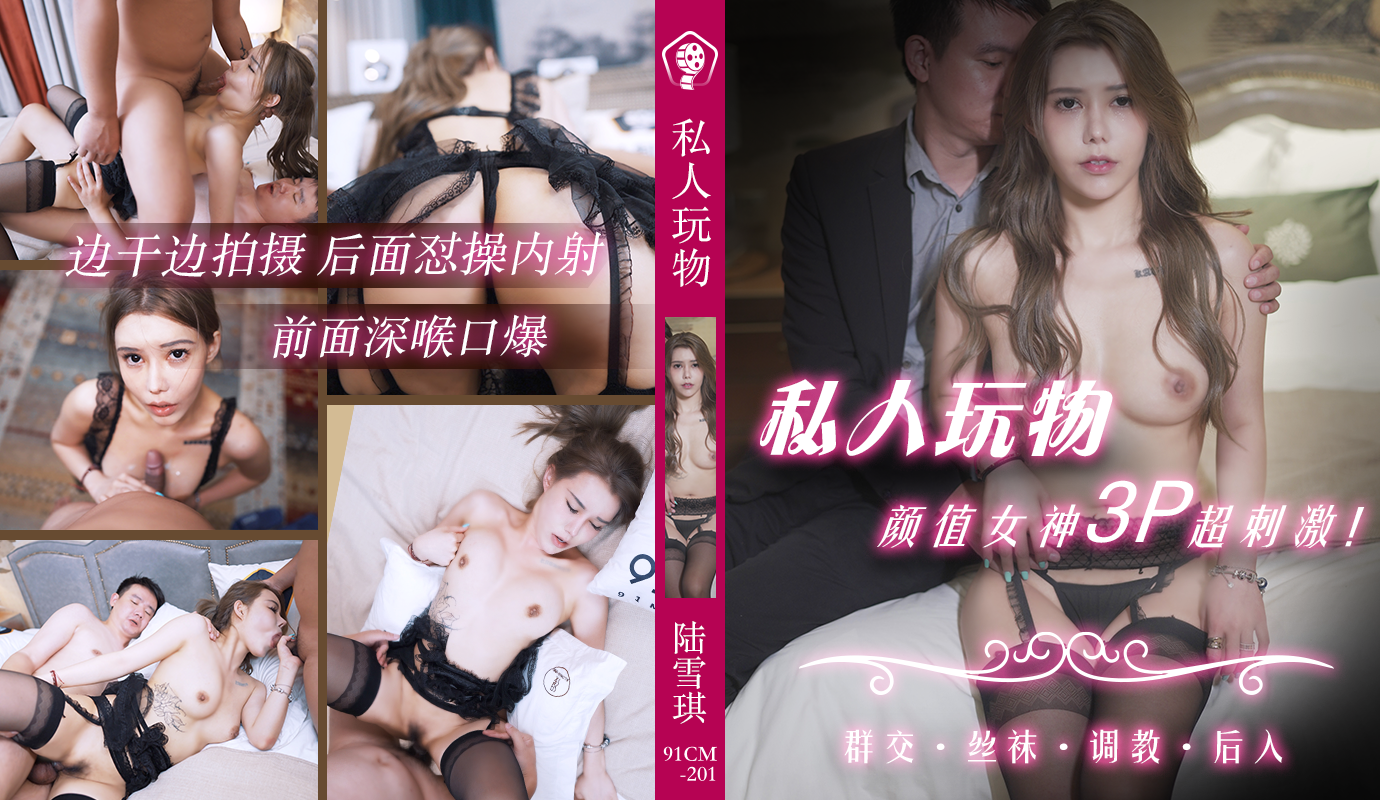 边干边拍摄 后面怼操内射
前面深喉口爆
私人玩物
陆雪琪
91CM
-201
私人玩物
颜值女神3P超刺激!
群交·丝袜·调教·后入